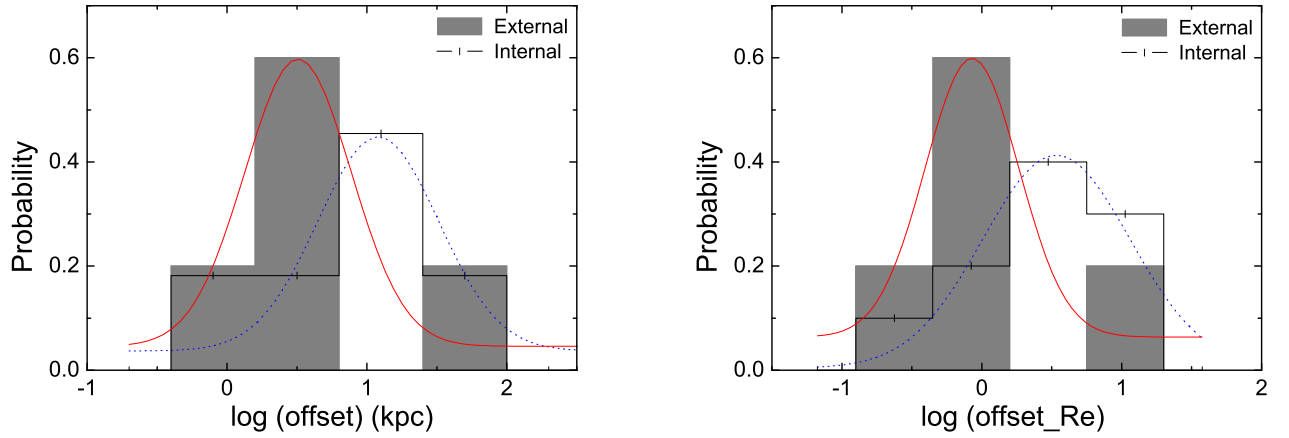 External
Internal
Probability
0.6
0.4
0.2
0.0
-1
0
1
2
log (offset) (kpc)
External
Internal
Probability
0.6
0.4
0.2
0.0
-1
0
1
2
log (offset_Re)